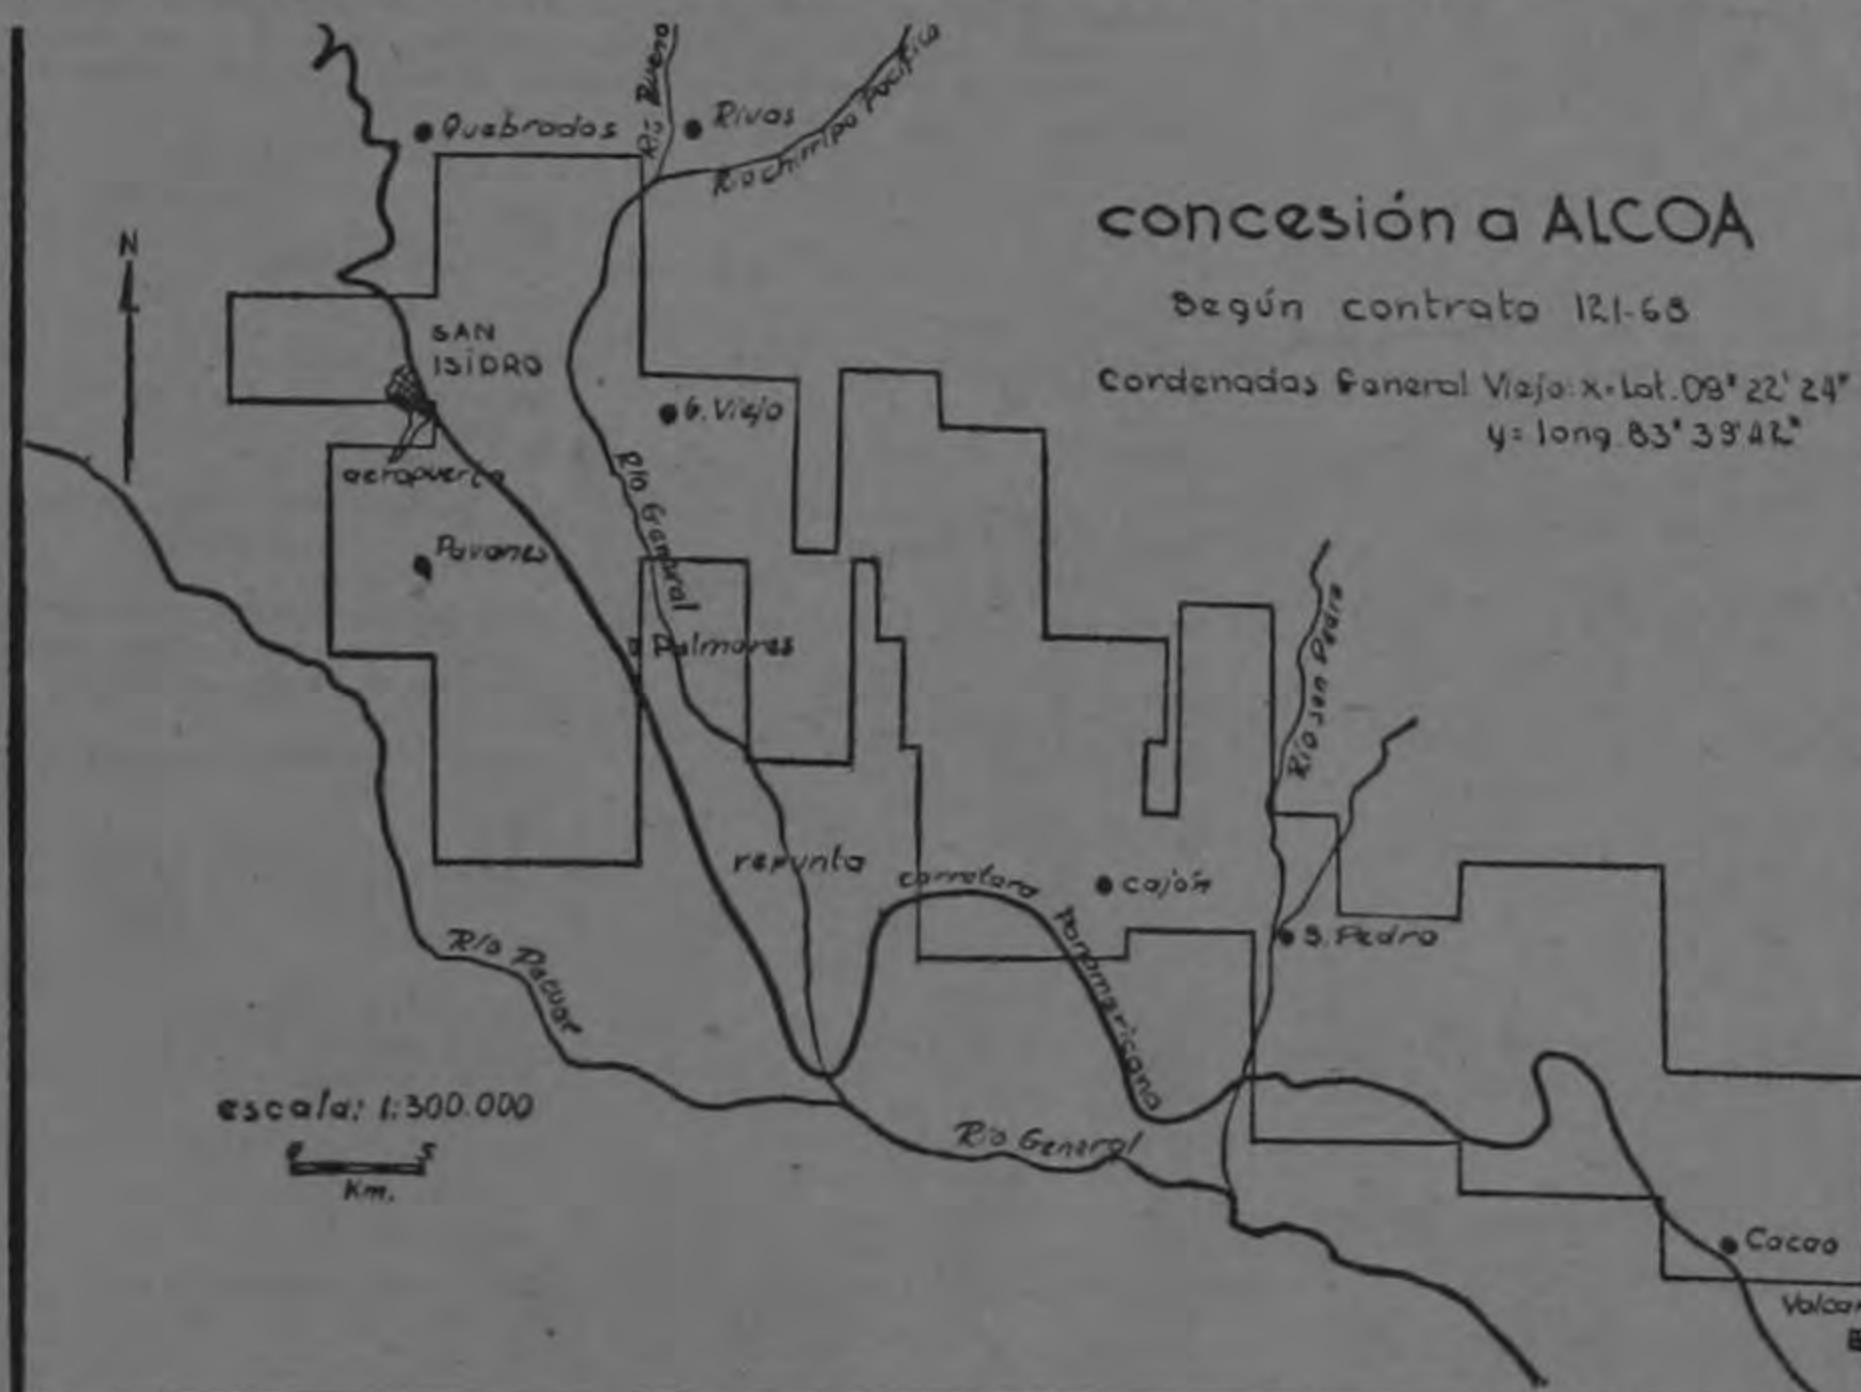 Río Buena
Río chirripo Pacífico
Quebradas
Rivas
N
concesión a ALCOA
según contrato 121-68
SAN
ISIDRO
Cordenadas General Viejo: x= Lat. 09° 22' 24"
y= long. 83° 39' 42"
G. Viejo
aeropuerto
Río General
Pavones
Palmares
Río san Pedro
repunta
carretera panamericana
cajón
S. Pedro
Río Pacuar
escala: 1:300.000
0 5
Km.
Río General
Cacao
Volcan